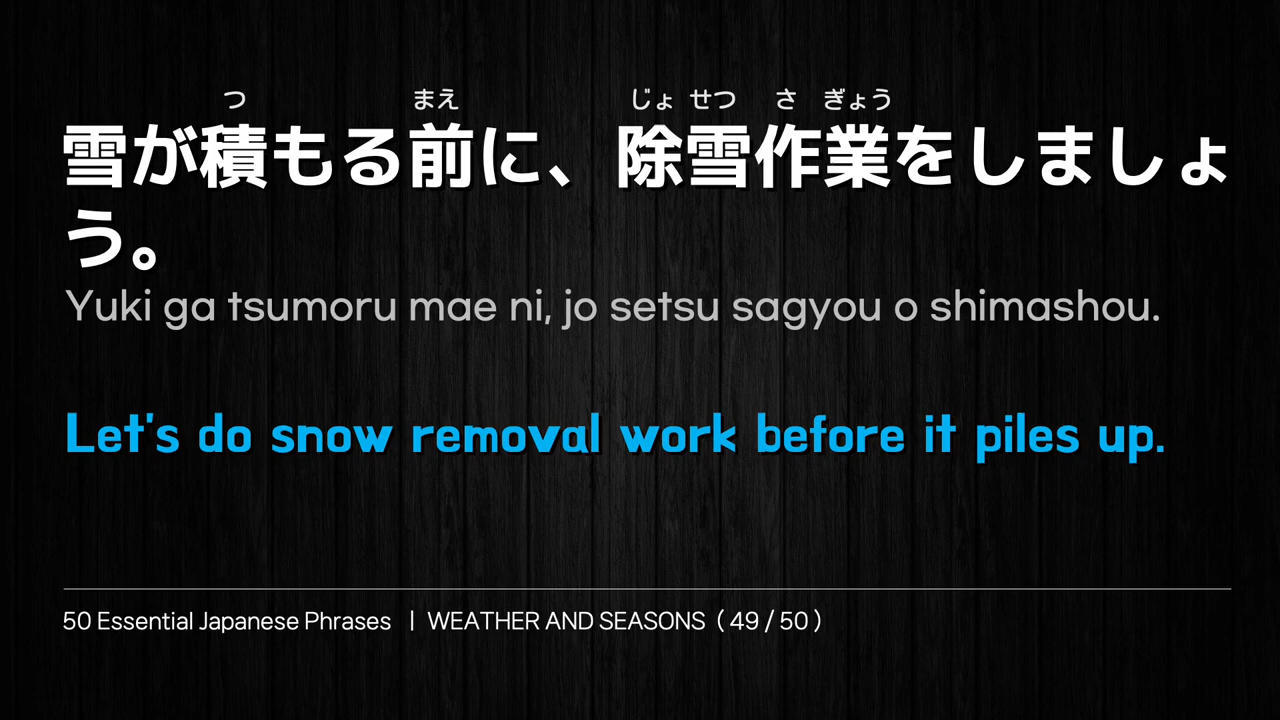 つ まえ じょ せつ さ ぎょう
雪が積もる前に、除雪作業をしましょ
う。
Yuki ga tsumoru mae ni, jo setsu sagyou o shimashou.
Let's do snow removal work before it piles up.
50 Essential Japanese Phrases | WEATHER AND SEASONS ( 49 / 50 )